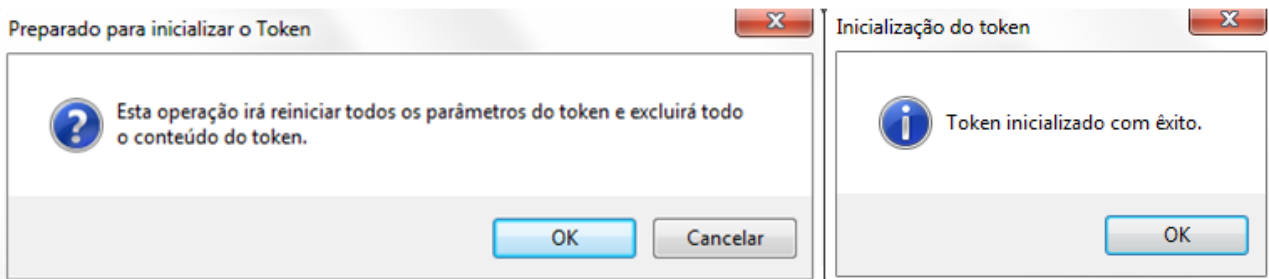 Preparado para inicializar o Token
Esta operação irá reiniciar todos os parâmetros do token e excluirá todo
o conteúdo do token.
OK
Cancelar
Inicialização do token
Token inicializado com êxito.
OK